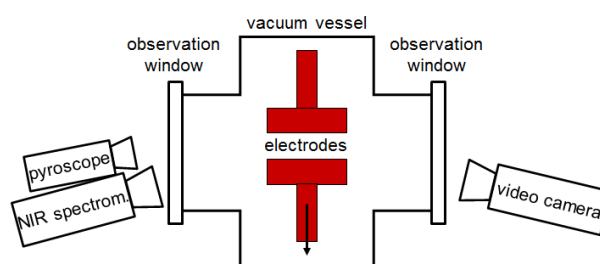 vacuum vessel
observation
window
observation
window
electrodes
pyroscope
NIR spectrom.
video camera